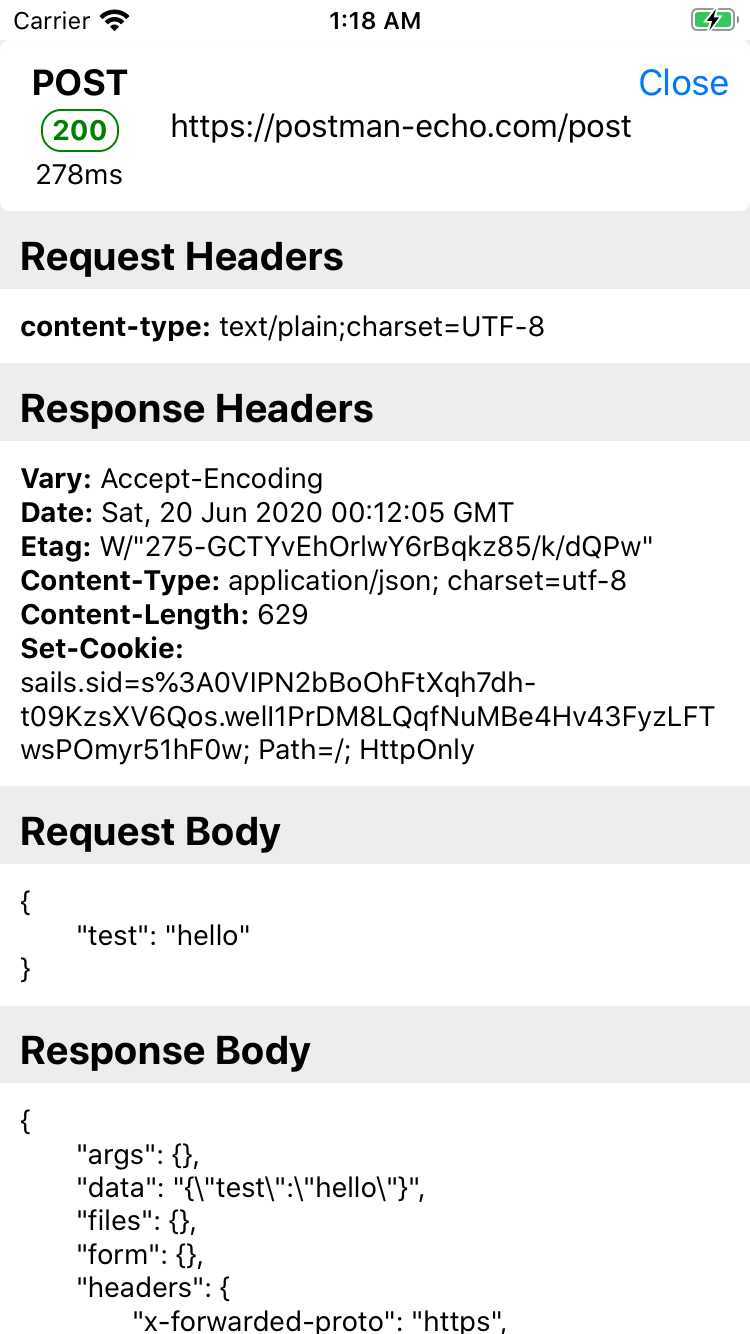 Carrier 1:18 AM
POST Close
200 https://postman-echo.com/post
278ms
Request Headers
content-type: text/plain;charset=UTF-8
Response Headers
Vary: Accept-Encoding
Date: Sat, 20 Jun 2020 00:12:05 GMT
Etag: W/"275-GCTYvEhOrlwY6rBqkz85/k/dQPw"
Content-Type: application/json; charset=utf-8
Content-Length: 629
Set-Cookie:
sails.sid=s%3A0VIPN2bBoOhFtXqh7dh-
t09KzsXV6Qos.weIl1PrDM8LQqfNuMBe4Hv43FyzLFT
wsPOmyr51hF0w; Path=/; HttpOnly
Request Body
{
"test": "hello"
}
Response Body
{
"args": {},
"data": "{\"test\":\"hello\"}",
"files": {},
"form": {},
"headers": {
"x-forwarded-proto": "https",